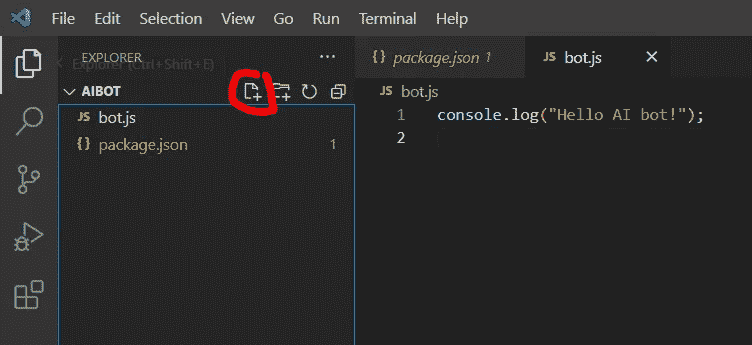 File Edit Selection View Go Run Terminal Help
EXPLORER ··· {} package.json 1 JS bot.js
Explorer (Ctrl+Shift+E)
AIBOT JS bot.js
JS bot.js 1 console.log("Hello AI bot!");
{} package.json 1 2